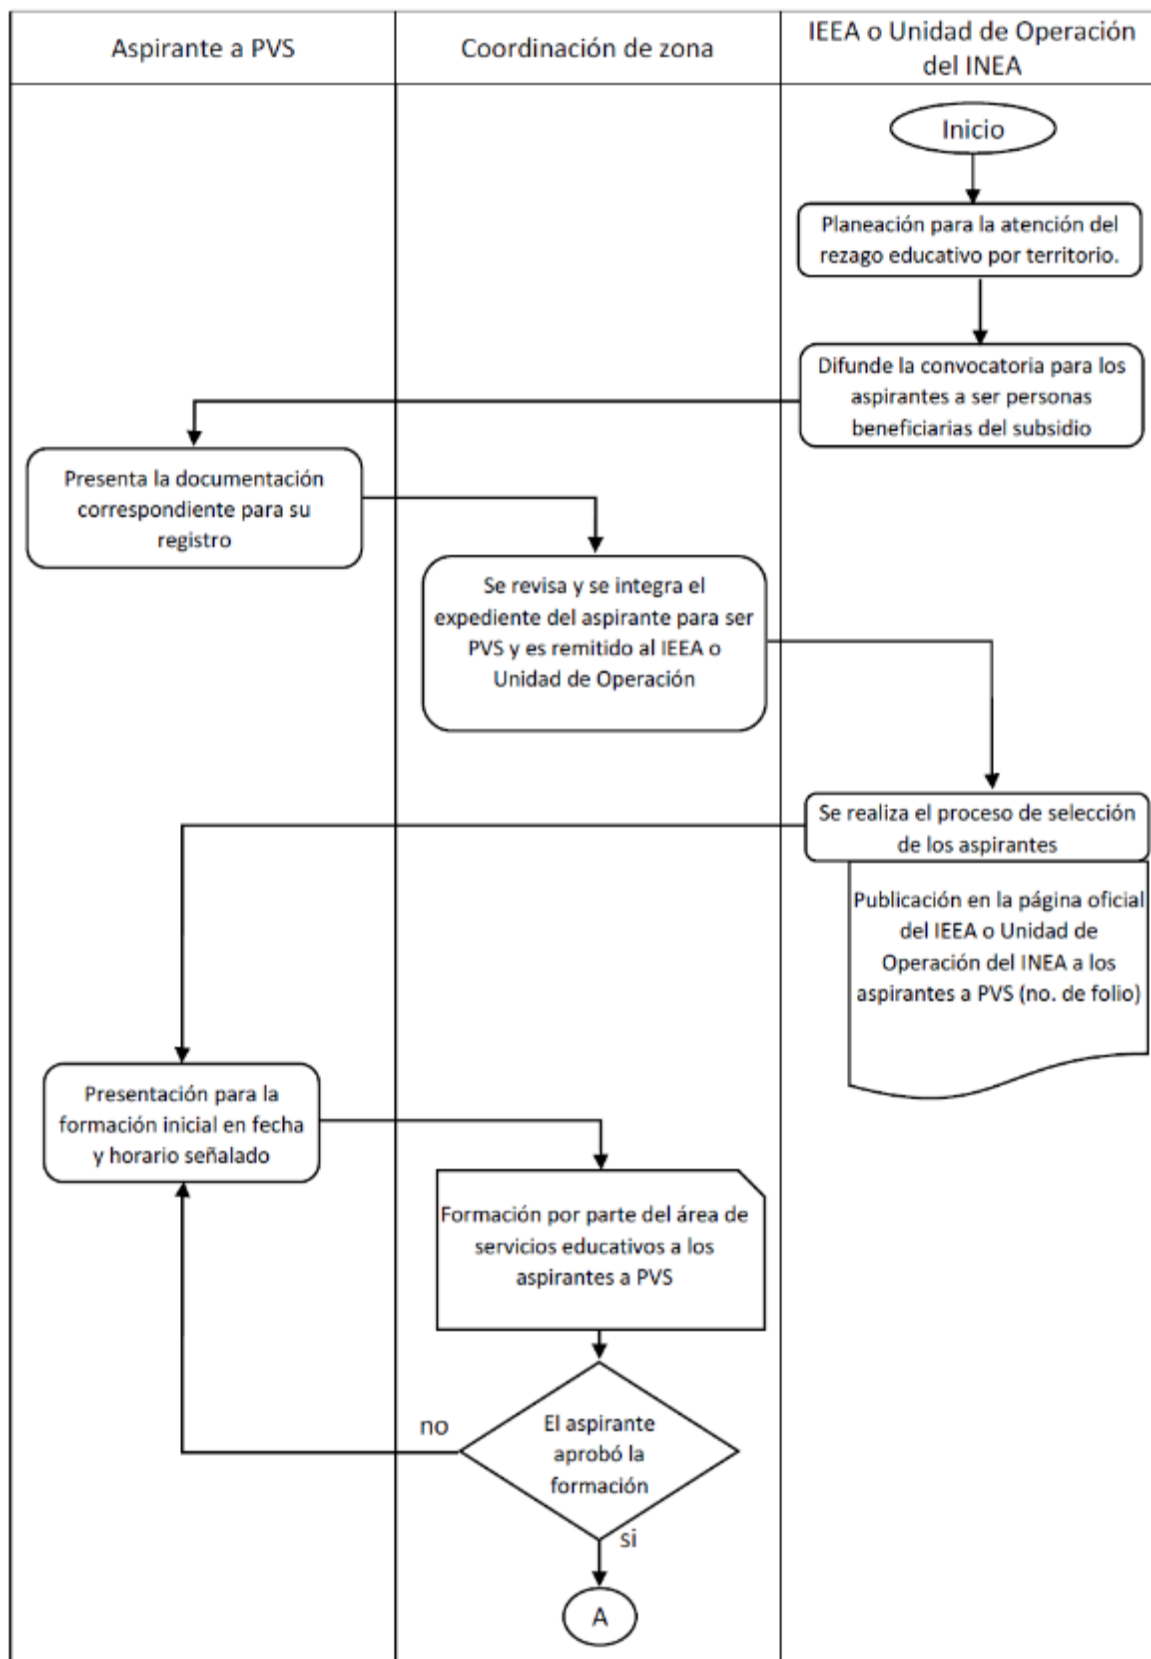 Aspirante a PVS
Coordinación de zona
IEEA o Unidad de Operación
del INEA
Inicio
Planeación para la atención del
rezago educativo por territorio.
Difunde la convocatoria para los
aspirantes a ser personas
beneficiarias del subsidio
Presenta la documentación
correspondiente para su
registro
Se revisa y se integra el
expediente del aspirante para ser
PVS y es remitido al IEEA o
Unidad de Operación
Se realiza el proceso de selección
de los aspirantes
Publicación en la página oficial
del IEEA o Unidad de
Operación del INEA a los
aspirantes a PVS (no. de folio)
Presentación para la
formación inicial en fecha
y horario señalado
Formación por parte del área de
servicios educativos a los
aspirantes a PVS
no
El aspirante
aprobó la
formación
si
A